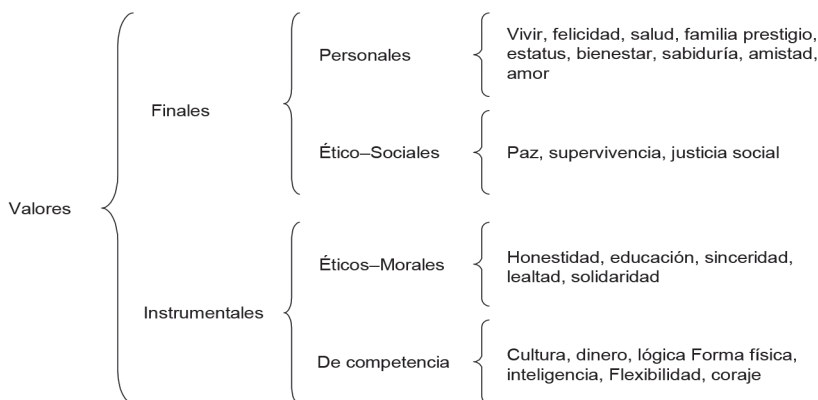 Valores
Finales
Personales
Vivir, felicidad, salud, familia prestigio,
estatus, bienestar, sabiduría, amistad,
amor
Ético–Sociales
Paz, supervivencia, justicia social
Instrumentales
Éticos–Morales
Honestidad, educación, sinceridad,
lealtad, solidaridad
De competencia
Cultura, dinero, lógica Forma física,
inteligencia, Flexibilidad, coraje